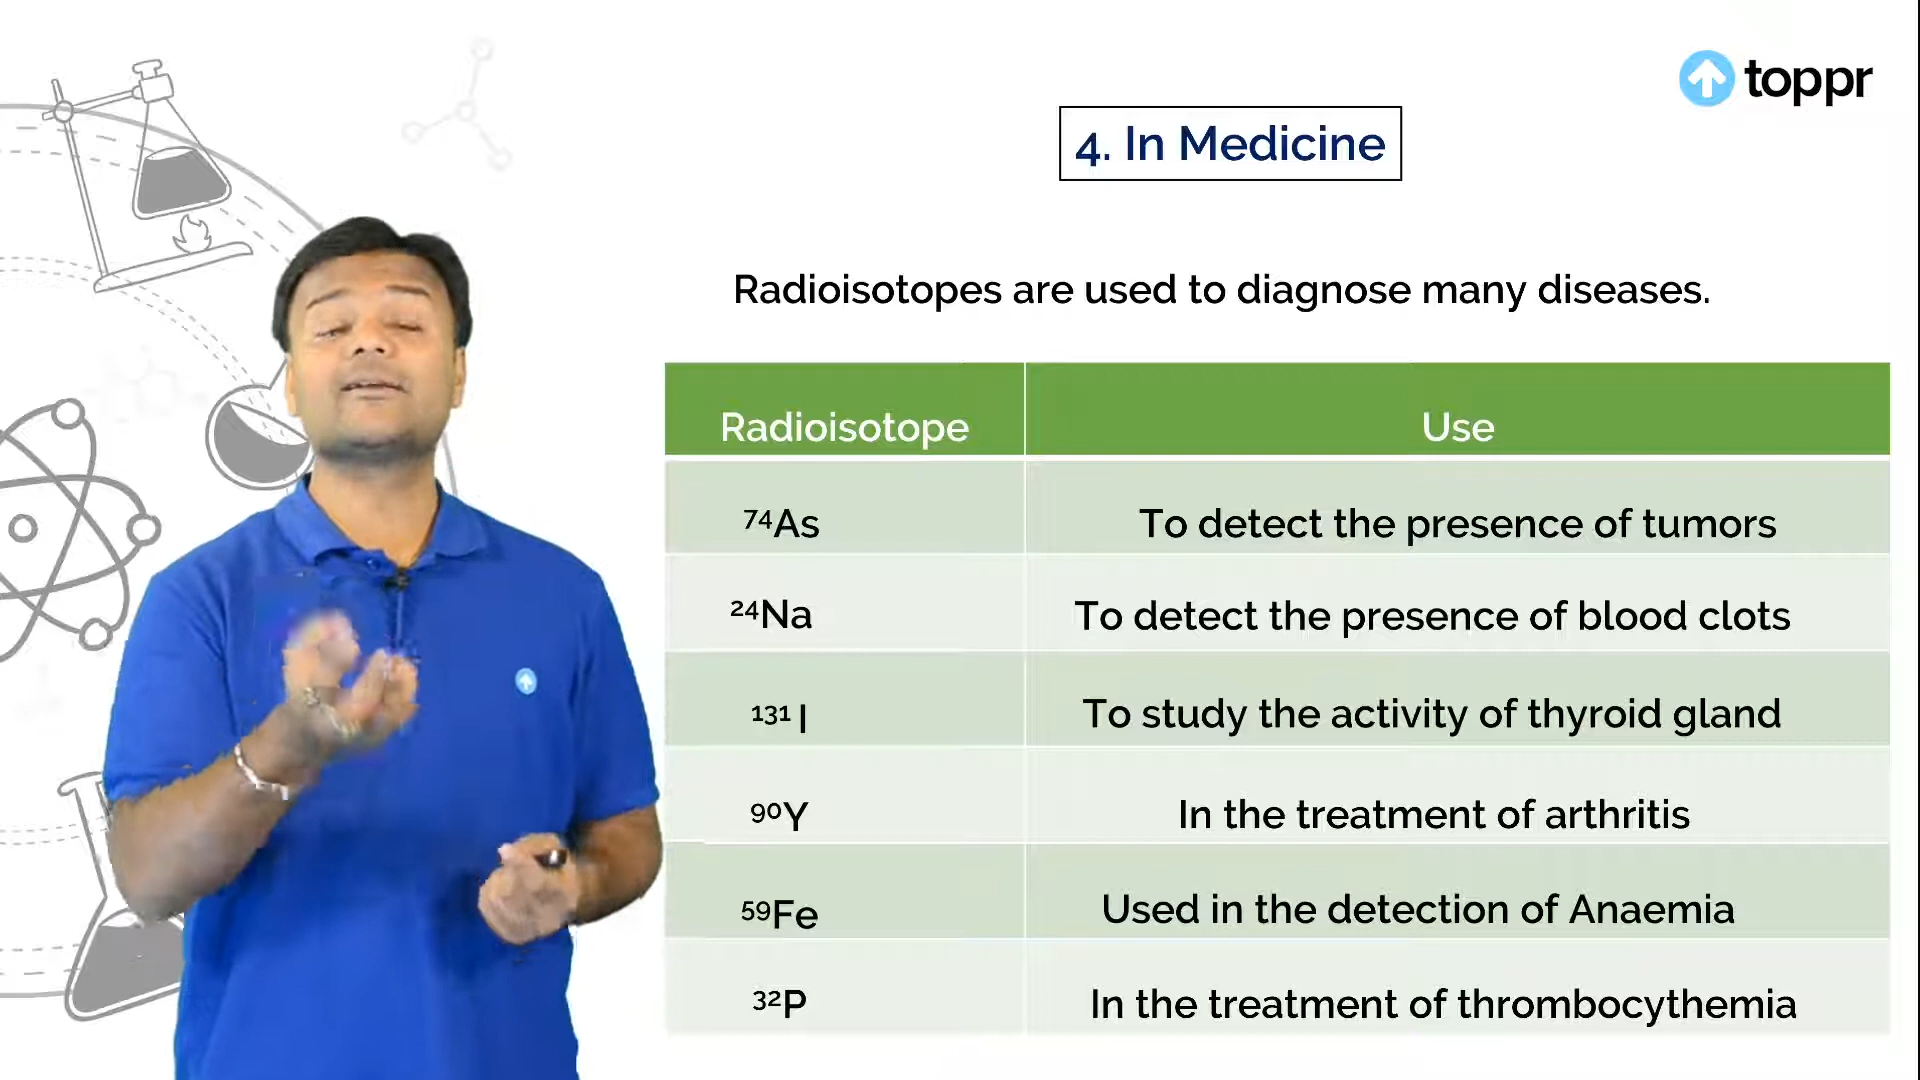 toppr
4. In Medicine
Radioisotopes are used to diagnose many diseases.
Radioisotope Use
⁷⁴As To detect the presence of tumors
²⁴Na To detect the presence of blood clots
¹³¹I To study the activity of thyroid gland
⁹⁰Y In the treatment of arthritis
⁵⁹Fe Used in the detection of Anaemia
³²P In the treatment of thrombocythemia